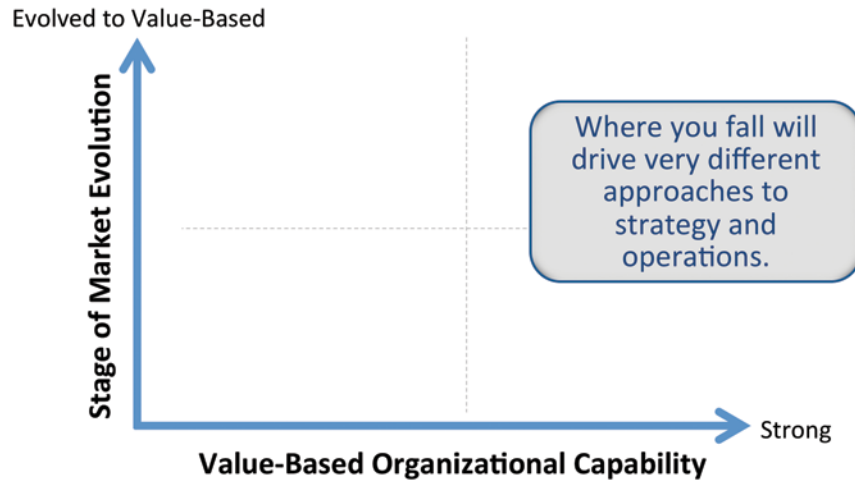 Evolved to Value-Based
Stage of Market Evolution
Where you fall will
drive very different
approaches to
strategy and
operations.
Strong
Value-Based Organizational Capability